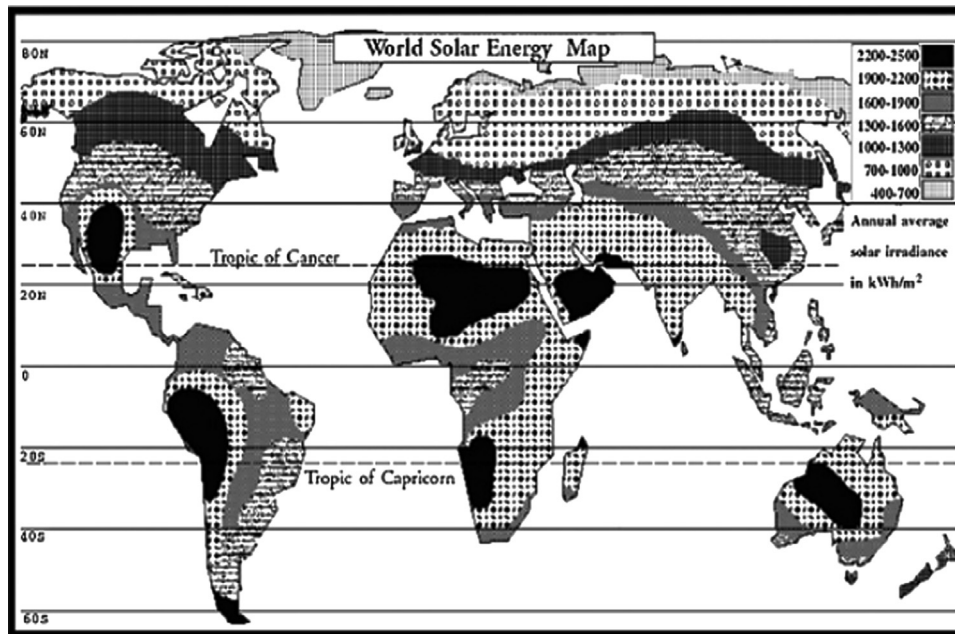 World Solar Energy Map
80N
60N
40N
Tropic of Cancer
20N
0
20S
Tropic of Capricorn
40S
60S
2200-2500
1900-2200
1600-1900
1300-1600
1000-1300
700-1000
400-700
Annual average
solar irradiance
in kWh/m²